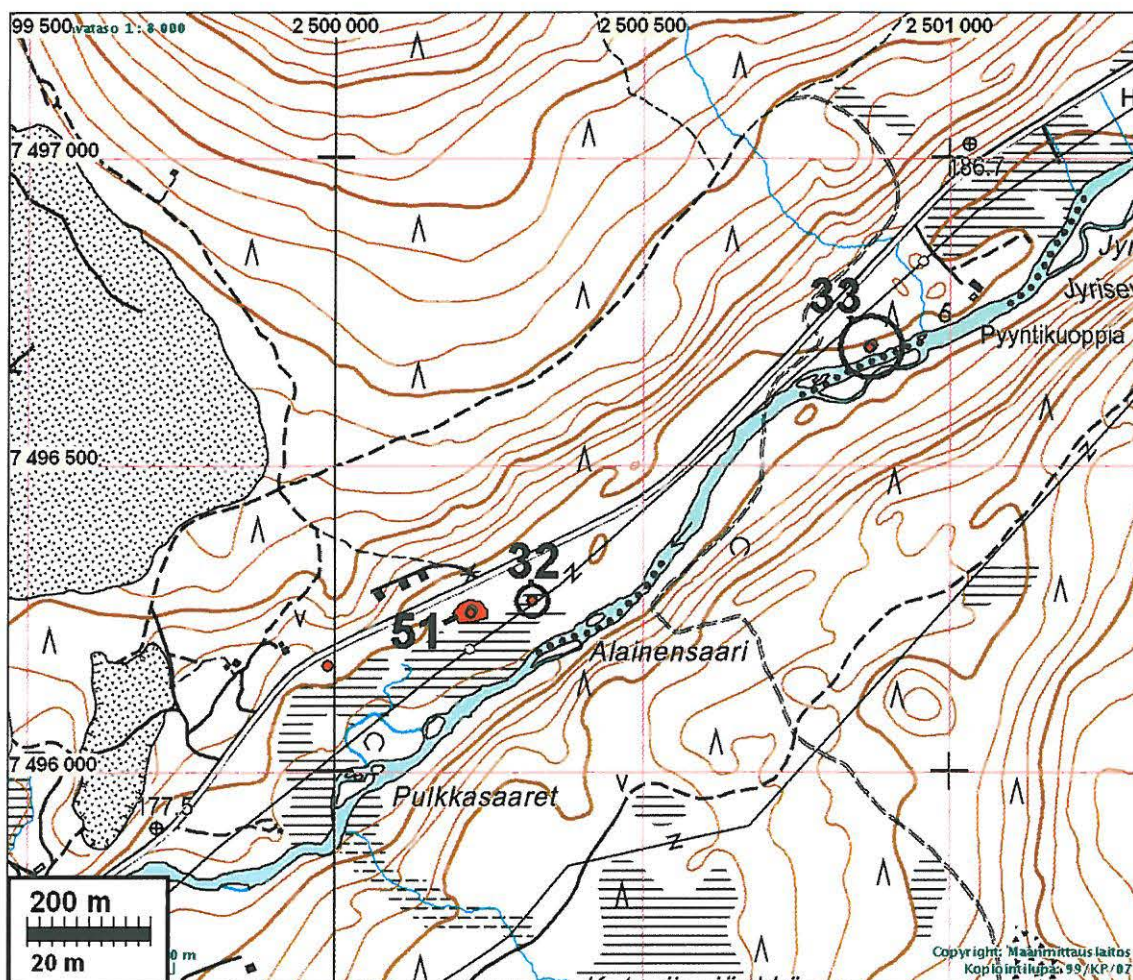 99 500
2 500 000
2 500 500
2 501 000
1 : 8 000
H
7 497 000
186.7
33
6
Pyyntikuoppia
7 496 500
32
51
Alainensaari
7 496 000
Pulkkasaaret
177.5
200 m
20 m
Copyright: Maanmittauslaitos
Kopiointilupa: 99/KP/07